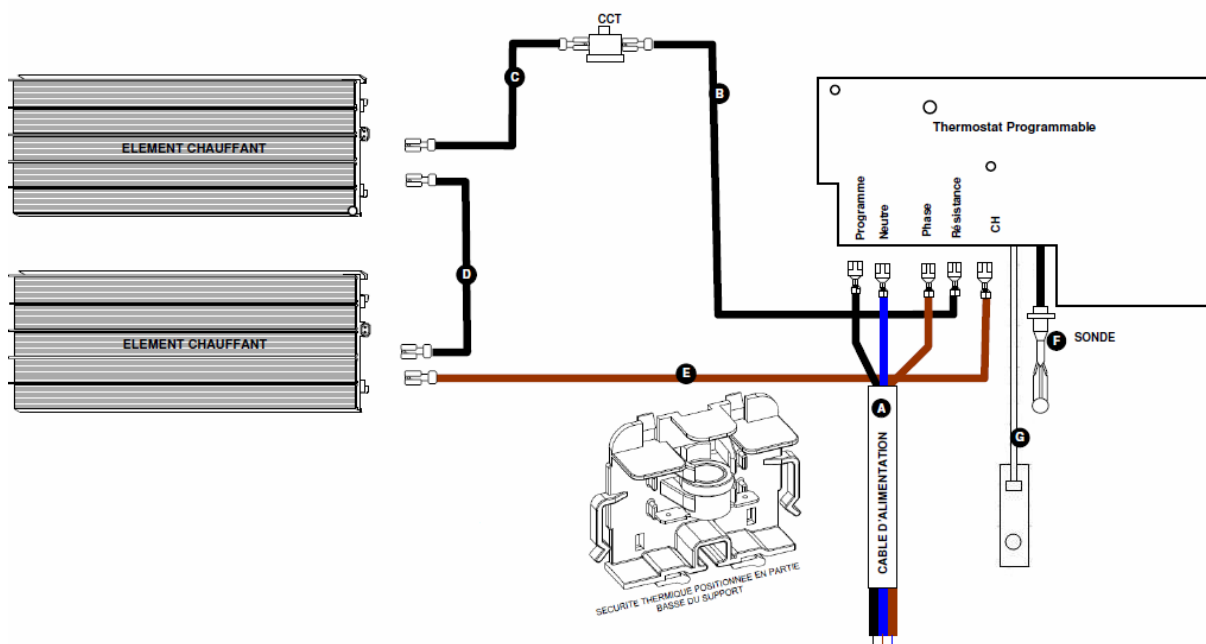 CCT
C
B
ELEMENT CHAUFFANT
Thermostat Programmable
Programme
Neutre
Phase
Résistance
CH
D
ELEMENT CHAUFFANT
E
F
SONDE
A
G
CABLE D'ALIMENTATION
SECURITE THERMIQUE POSITIONNEE EN PARTIE
BASSE DU SUPPORT